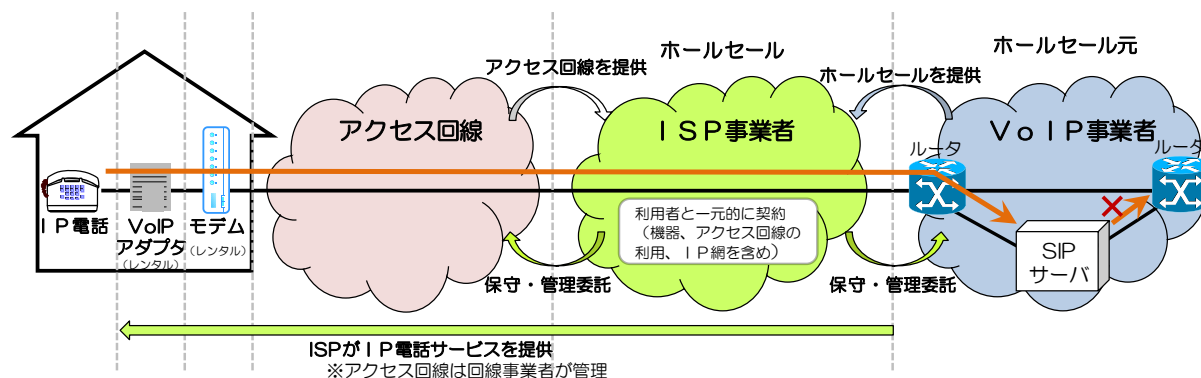 ホールセール
ホールセール元
アクセス回線を提供
ホールセールを提供
アクセス回線
ISP事業者
VoIP事業者
ルータ
ルータ
IP電話
VoIP
アダプタ
(レンタル)
モデム
(レンタル)
利用者と一元的に契約
(機器、アクセス回線の
利用、IP網を含め)
SIP
サーバ
保守・管理委託
保守・管理委託
ISPがIP電話サービスを提供
※アクセス回線は回線事業者が管理